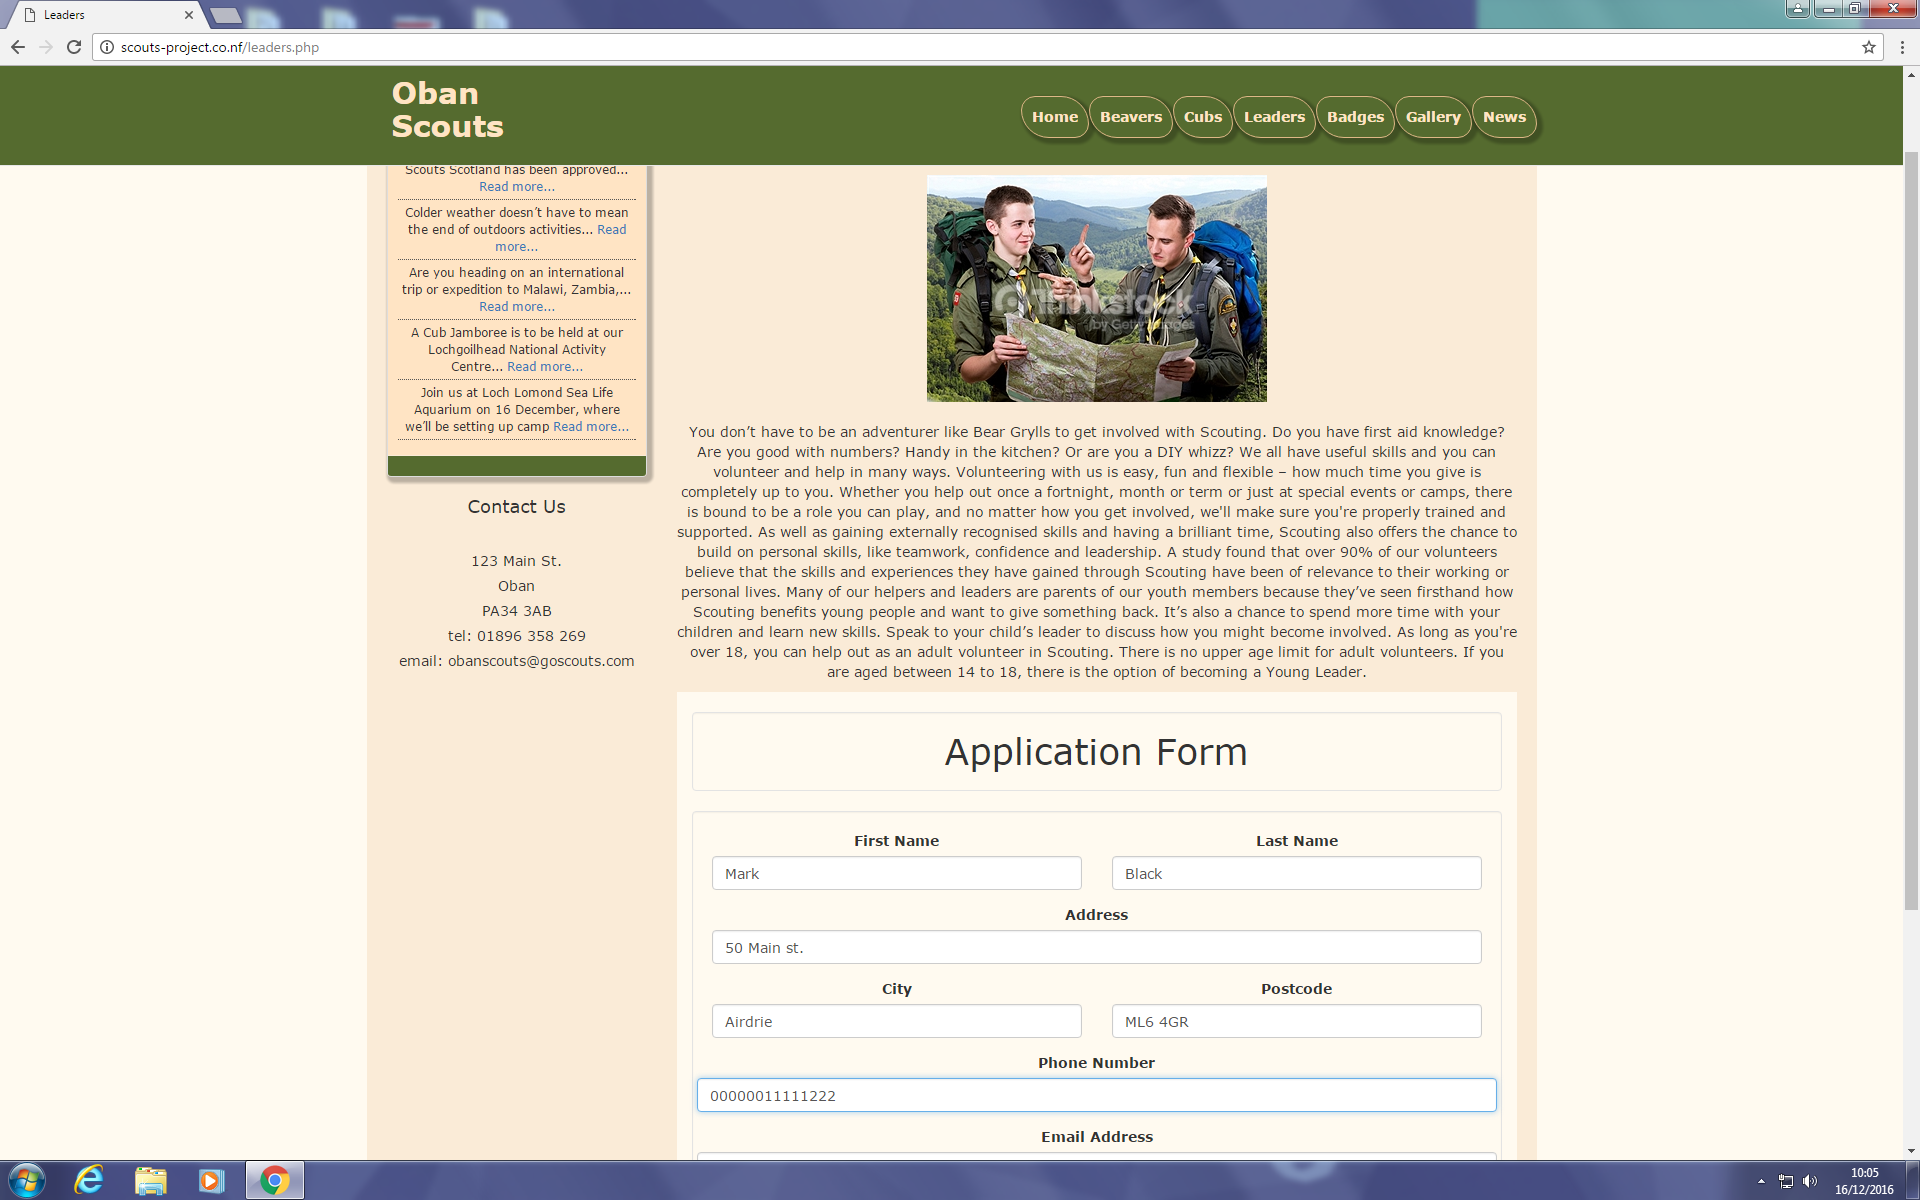 Leaders
scouts-project.co.nf/leaders.php
Oban
Scouts
Home
Beavers
Cubs
Leaders
Badges
Gallery
News
Scouts Scotland has been approved...
Read more...
Colder weather doesn’t have to mean
the end of outdoors activities... Read
more...
Are you heading on an international
trip or expedition to Malawi, Zambia,...
Read more...
A Cub Jamboree is to be held at our
Lochgoilhead National Activity
Centre... Read more...
Join us at Loch Lomond Sea Life
Aquarium on 16 December, where
we’ll be setting up camp Read more...
Contact Us
123 Main St.
Oban
PA34 3AB
tel: 01896 358 269
email: obanscouts@goscouts.com
Thinkstock
by Getty Images
You don’t have to be an adventurer like Bear Grylls to get involved with Scouting. Do you have first aid knowledge?
Are you good with numbers? Handy in the kitchen? Or are you a DIY whizz? We all have useful skills and you can
volunteer and help in many ways. Volunteering with us is easy, fun and flexible – how much time you give is
completely up to you. Whether you help out once a fortnight, month or term or just at special events or camps, there
is bound to be a role you can play, and no matter how you get involved, we'll make sure you're properly trained and
supported. As well as gaining externally recognised skills and having a brilliant time, Scouting also offers the chance to
build on personal skills, like teamwork, confidence and leadership. A study found that over 90% of our volunteers
believe that the skills and experiences they have gained through Scouting have been of relevance to their working or
personal lives. Many of our helpers and leaders are parents of our youth members because they’ve seen firsthand how
Scouting benefits young people and want to give something back. It’s also a chance to spend more time with your
children and learn new skills. Speak to your child’s leader to discuss how you might become involved. As long as you're
over 18, you can help out as an adult volunteer in Scouting. There is no upper age limit for adult volunteers. If you
are aged between 14 to 18, there is the option of becoming a Young Leader.
Application Form
First Name
Last Name
Mark
Black
Address
50 Main st.
City
Postcode
Airdrie
ML6 4GR
Phone Number
00000011111222
Email Address
10:05
16/12/2016